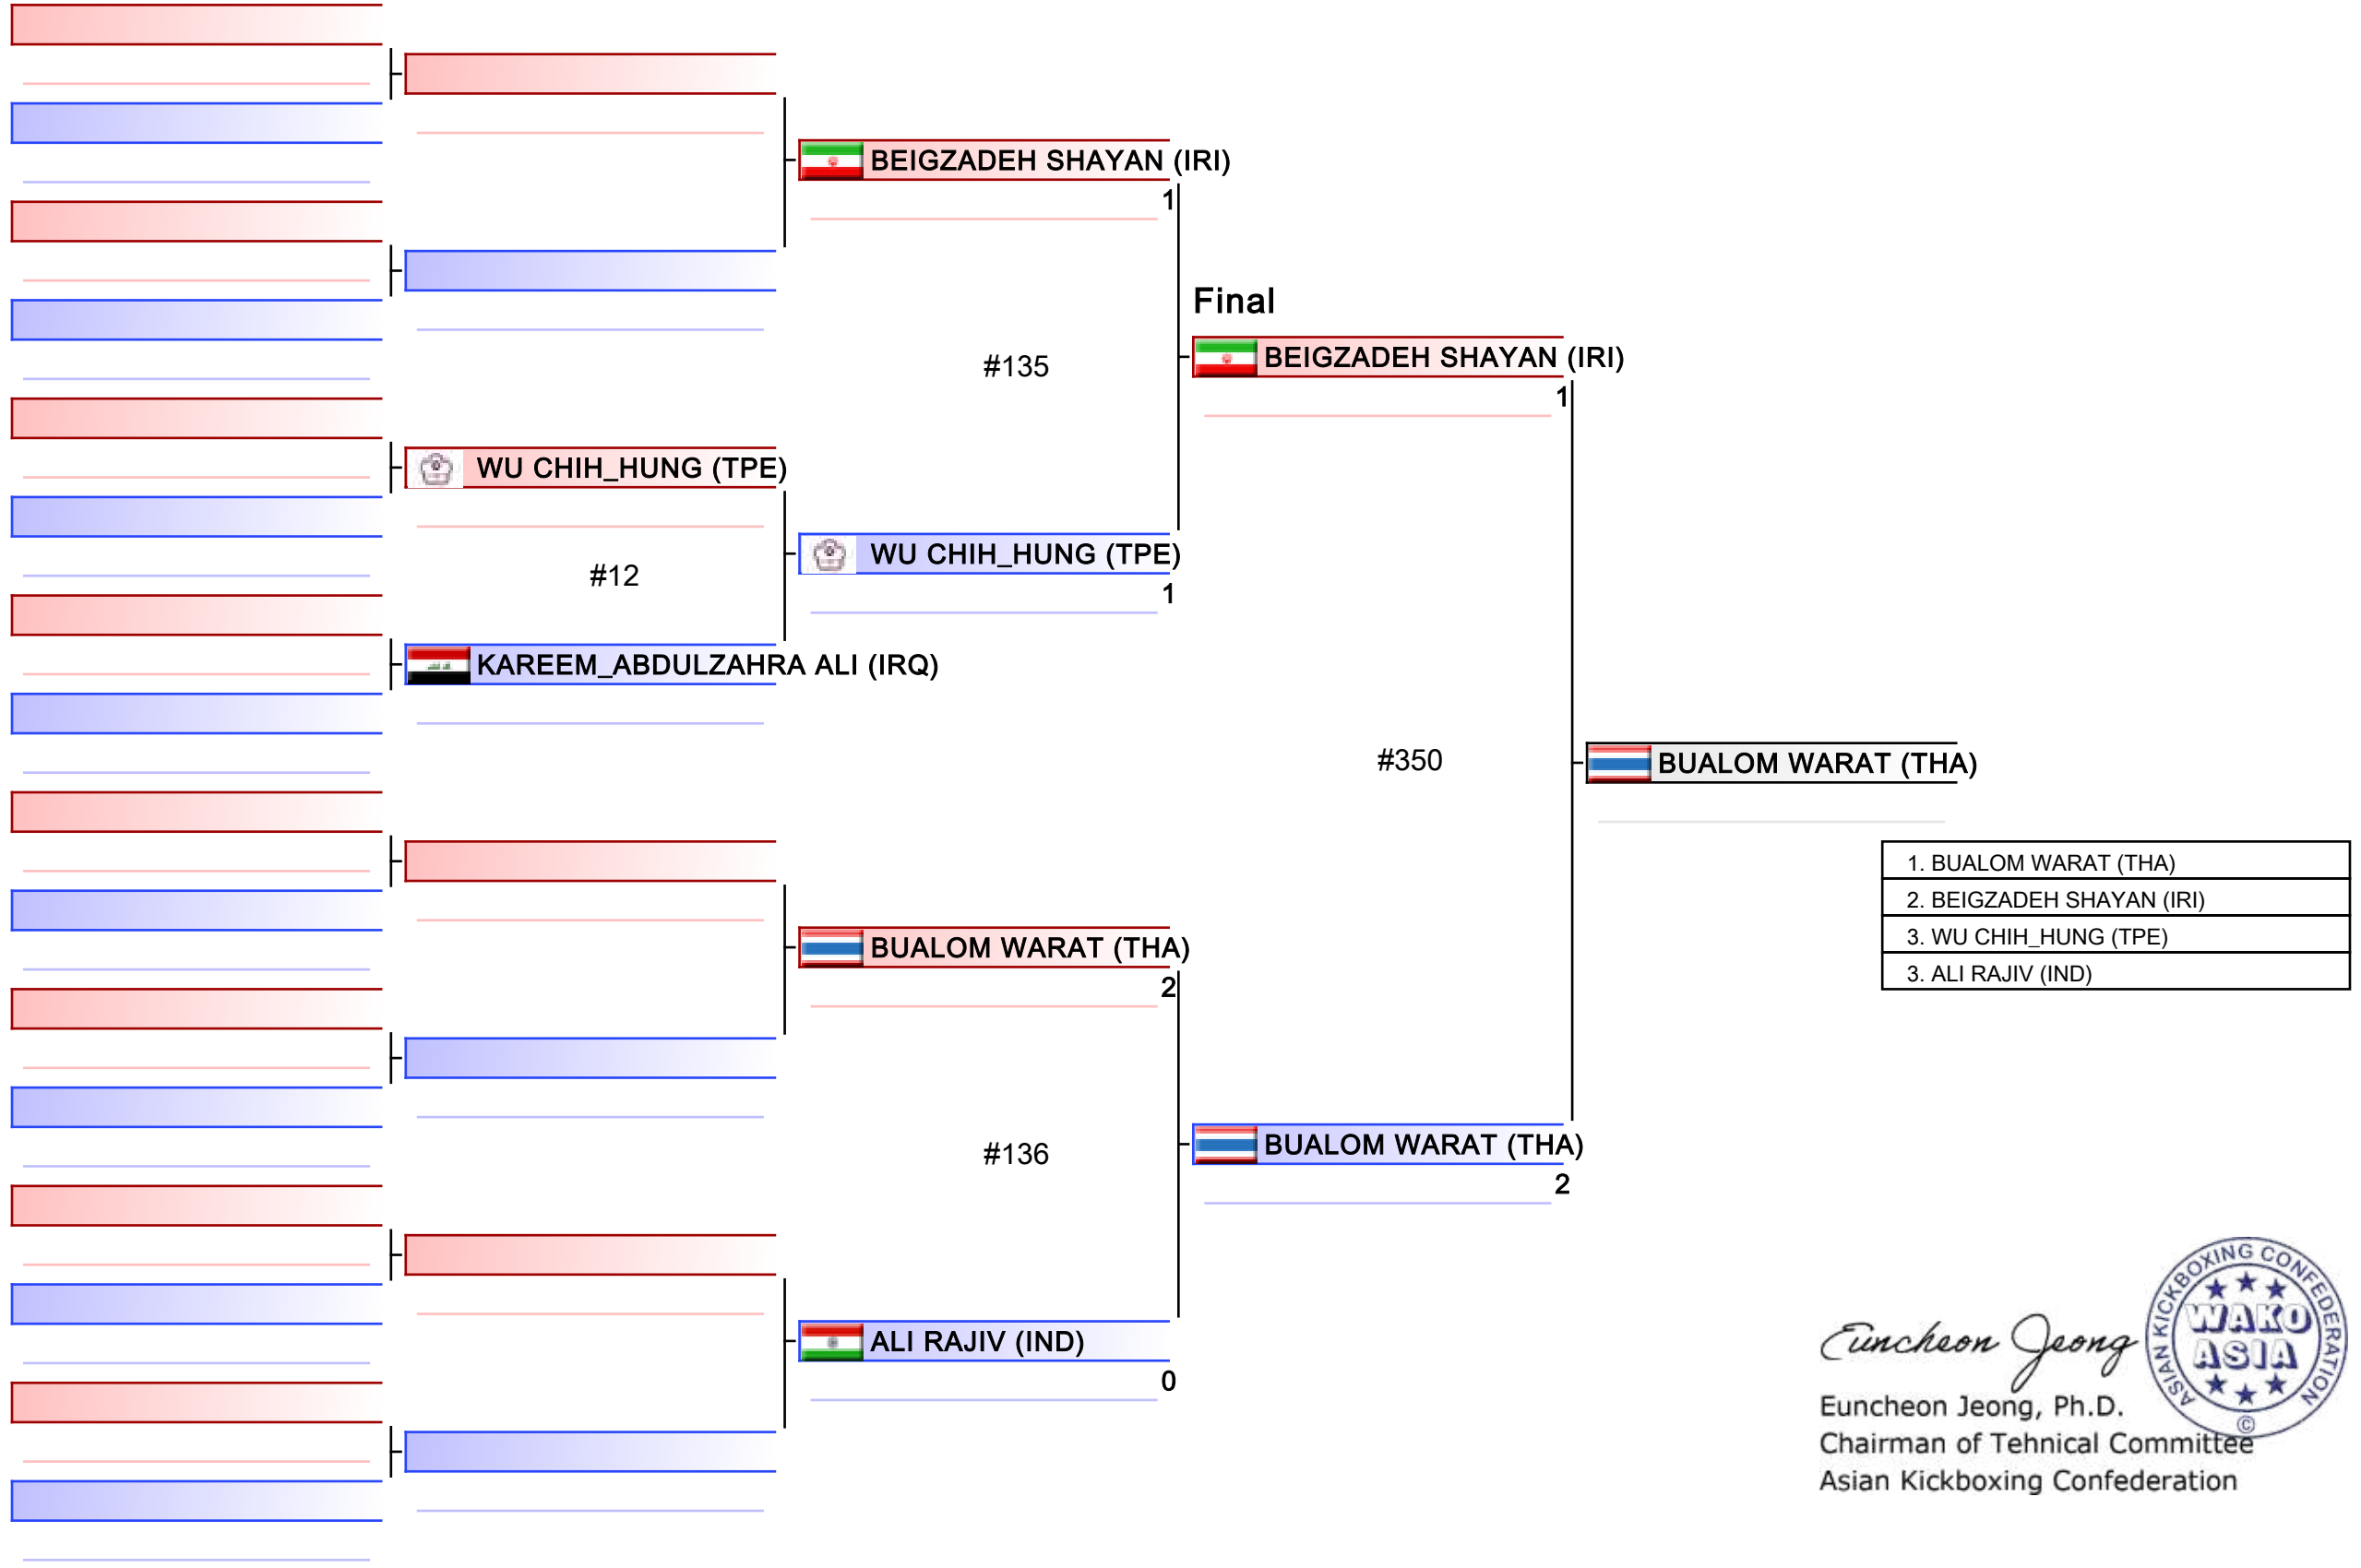 BEIGZADEH SHAYAN (IRI)
1
Final
#135
BEIGZADEH SHAYAN (IRI)
1
WU CHIH_HUNG (TPE)
WU CHIH_HUNG (TPE)
1
#12
KAREEM_ABDULZAHRA ALI (IRQ)
#350
BUALOM WARAT (THA)
1. BUALOM WARAT (THA)
2. BEIGZADEH SHAYAN (IRI)
3. WU CHIH_HUNG (TPE)
3. ALI RAJIV (IND)
BUALOM WARAT (THA)
2
#136
BUALOM WARAT (THA)
2
ALI RAJIV (IND)
0
Euncheon Jeong
ASIAN KICKBOXING CONFEDERATION
WAKO
ASIA
©
Euncheon Jeong, Ph.D.
Chairman of Tehnical Committee
Asian Kickboxing Confederation